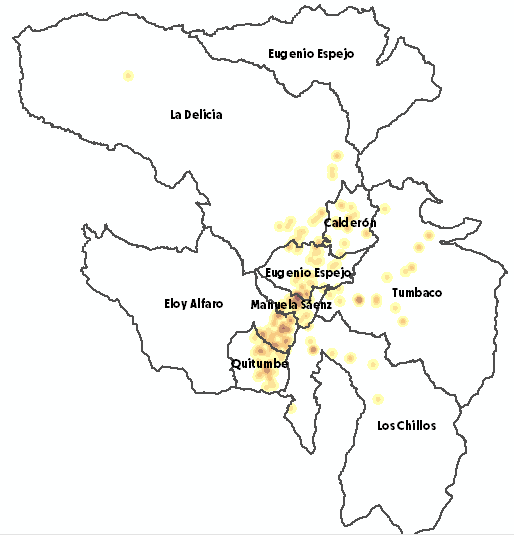 Eugenio Espejo
La Delicia
Calderón
Eugenio Espejo
Tumbaco
Eloy Alfaro
Manuela Sáenz
Quitumbe
Los Chillos